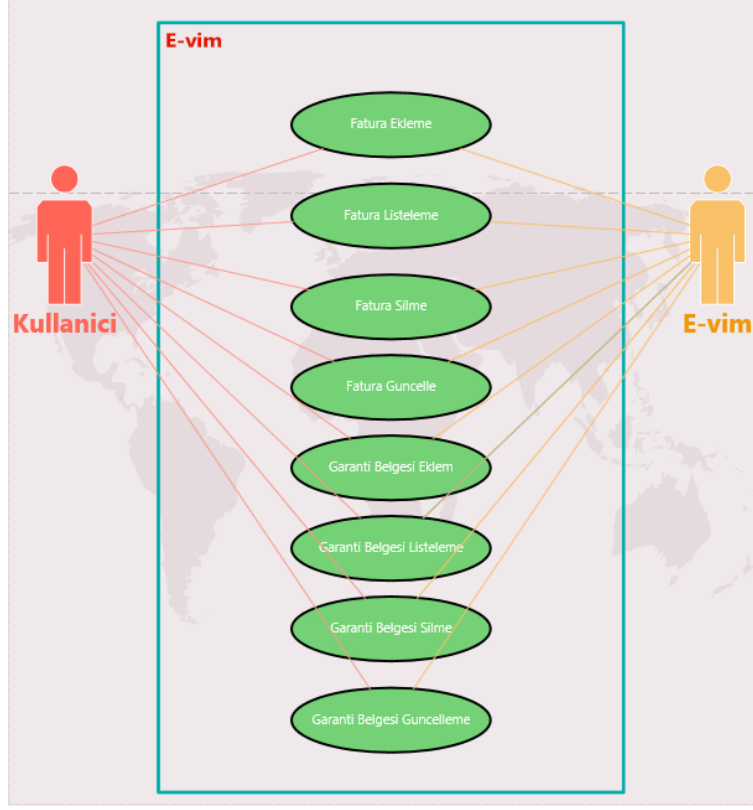 E-vim
Fatura Ekleme
Fatura Listeleme
Fatura Silme
Kullanici
E-vim
Fatura Guncelle
Garanti Belgesi Eklem
Garanti Belgesi Listeleme
Garanti Belgesi Silme
Garanti Belgesi Guncelleme